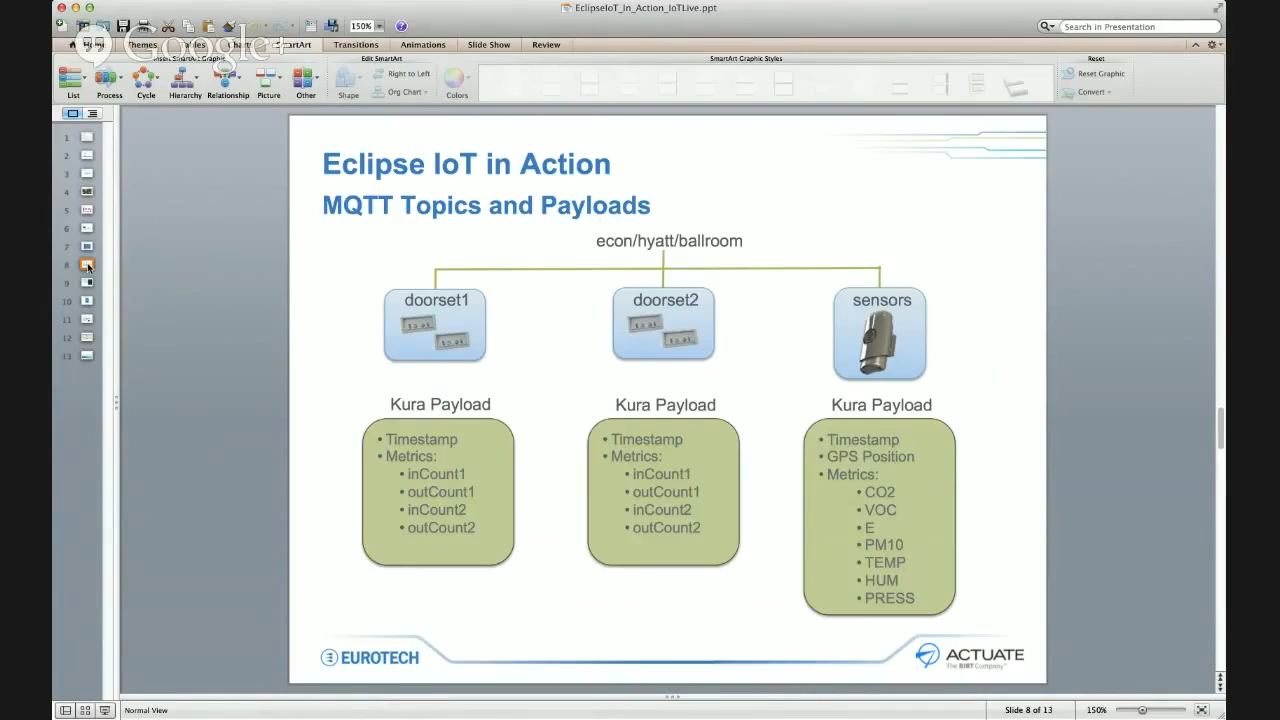 EclipseIoT_In_Action_IoTLive.ppt
150%
Search in Presentation
Google+
Home Themes Tables Charts SmartArt Transitions Animations Slide Show Review
Insert SmartArt Graphic Edit SmartArt SmartArt Graphic Styles Reset
List Process Cycle Hierarchy Relationship Picture Other Shape Colors
Right to Left
Org Chart
Reset Graphic
Convert
1
2
3
4
5
6
7
8
9
10
11
12
13
Eclipse IoT in Action
MQTT Topics and Payloads
econ/hyatt/ballroom
doorset1
doorset2
sensors
Kura Payload
• Timestamp
• Metrics:
• inCount1
• outCount1
• inCount2
• outCount2
Kura Payload
• Timestamp
• Metrics:
• inCount1
• outCount1
• inCount2
• outCount2
Kura Payload
• Timestamp
• GPS Position
• Metrics:
• CO2
• VOC
• E
• PM10
• TEMP
• HUM
• PRESS
EUROTECH
ACTUATE
The BIRT Company™
Normal View
Slide 8 of 13
150%